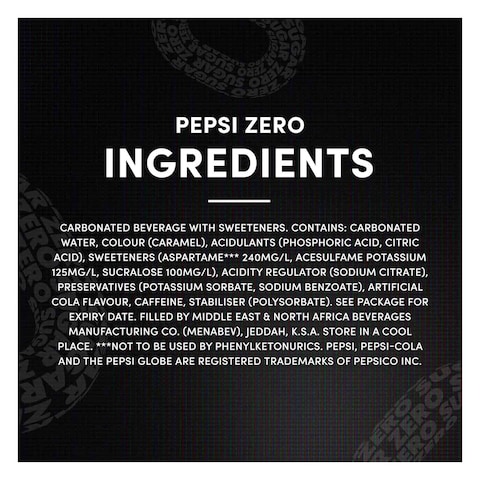 PEPSI ZERO
INGREDIENTS
CARBONATED BEVERAGE WITH SWEETENERS. CONTAINS: CARBONATED
WATER, COLOUR (CARAMEL), ACIDULANTS (PHOSPHORIC ACID, CITRIC
ACID), SWEETENERS (ASPARTAME*** 240MG/L, ACESULFAME POTASSIUM
125MG/L, SUCRALOSE 100MG/L), ACIDITY REGULATOR (SODIUM CITRATE),
PRESERVATIVES (POTASSIUM SORBATE, SODIUM BENZOATE), ARTIFICIAL
COLA FLAVOUR, CAFFEINE, STABILISER (POLYSORBATE). SEE PACKAGE FOR
EXPIRY DATE. FILLED BY MIDDLE EAST & NORTH AFRICA BEVERAGES
MANUFACTURING CO. (MENABEV), JEDDAH, K.S.A. STORE IN A COOL
PLACE. ***NOT TO BE USED BY PHENYLKETONURICS. PEPSI, PEPSI-COLA
AND THE PEPSI GLOBE ARE REGISTERED TRADEMARKS OF PEPSICO INC.